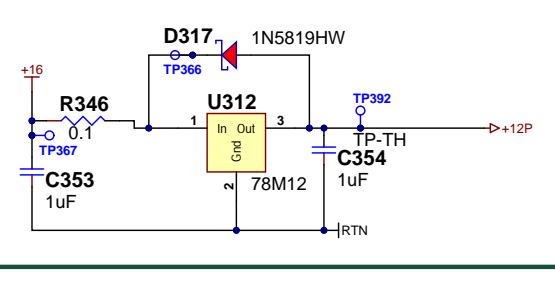 D317
1N5819HW
TP366
+16
R346
0.1
TP367
U312
1
3
In Out
Gnd
2
78M12
TP392
TP-TH
+12P
C353
1uF
C354
1uF
RTN